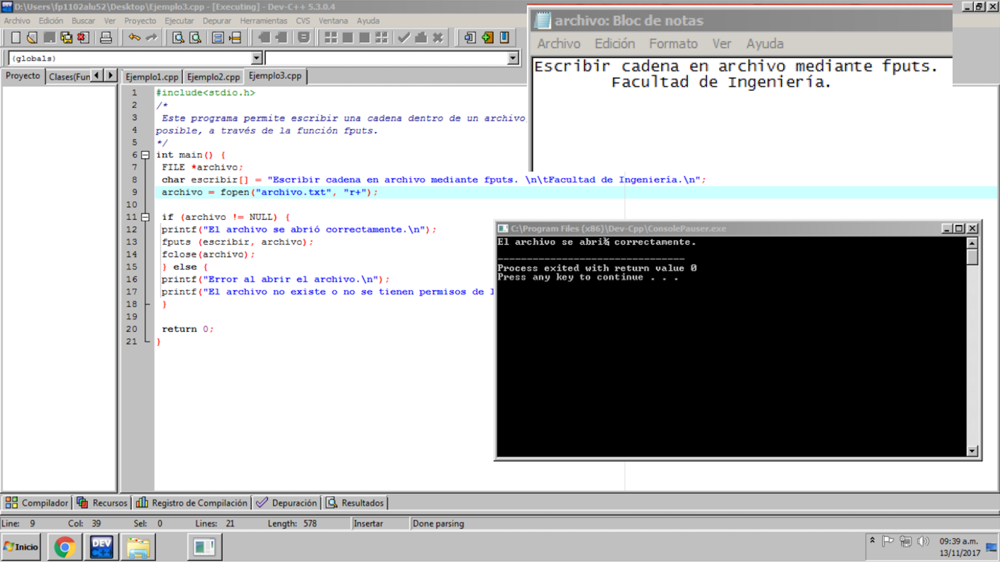 D:\Users\fp1102alu52\Desktop\Ejemplo3.cpp - [Executing] - Dev-C++ 5.3.0.4
Archivo Edición Buscar Ver Proyecto Ejecutar Depurar Herramientas CVS Ventana Ayuda
(globals)
Proyecto Clases(Fun
Ejemplo1.cpp Ejemplo2.cpp Ejemplo3.cpp
1 #include<stdio.h>
2 /*
3 Este programa permite escribir una cadena dentro de un archivo,
4 posible, a través de la función fputs.
5 */
6 int main() {
7 FILE *archivo;
8 char escribir[] = "Escribir cadena en archivo mediante fputs. \n\tFacultad de Ingeniería.\n";
9 archivo = fopen("archivo.txt", "r+");
10
11 if (archivo != NULL) {
12 printf("El archivo se abrió correctamente.\n");
13 fputs (escribir, archivo);
14 fclose(archivo);
15 } else {
16 printf("Error al abrir el archivo.\n");
17 printf("El archivo no existe o no se tienen permisos de
18 }
19
20 return 0;
21 }
archivo: Bloc de notas
Archivo Edición Formato Ver Ayuda
Escribir cadena en archivo mediante fputs.
Facultad de Ingeniería.
C:\Program Files (x86)\Dev-Cpp\ConsolePauser.exe
El archivo se abri¾ correctamente.
--------------------------------
Process exited with return value 0
Press any key to continue . . .
Compilador Recursos Registro de Compilación Depuración Resultados
Line: 9 Col: 39 Sel: 0 Lines: 21 Length: 578 Insertar Done parsing
Inicio
DEV
C++
09:39 a.m.
13/11/2017